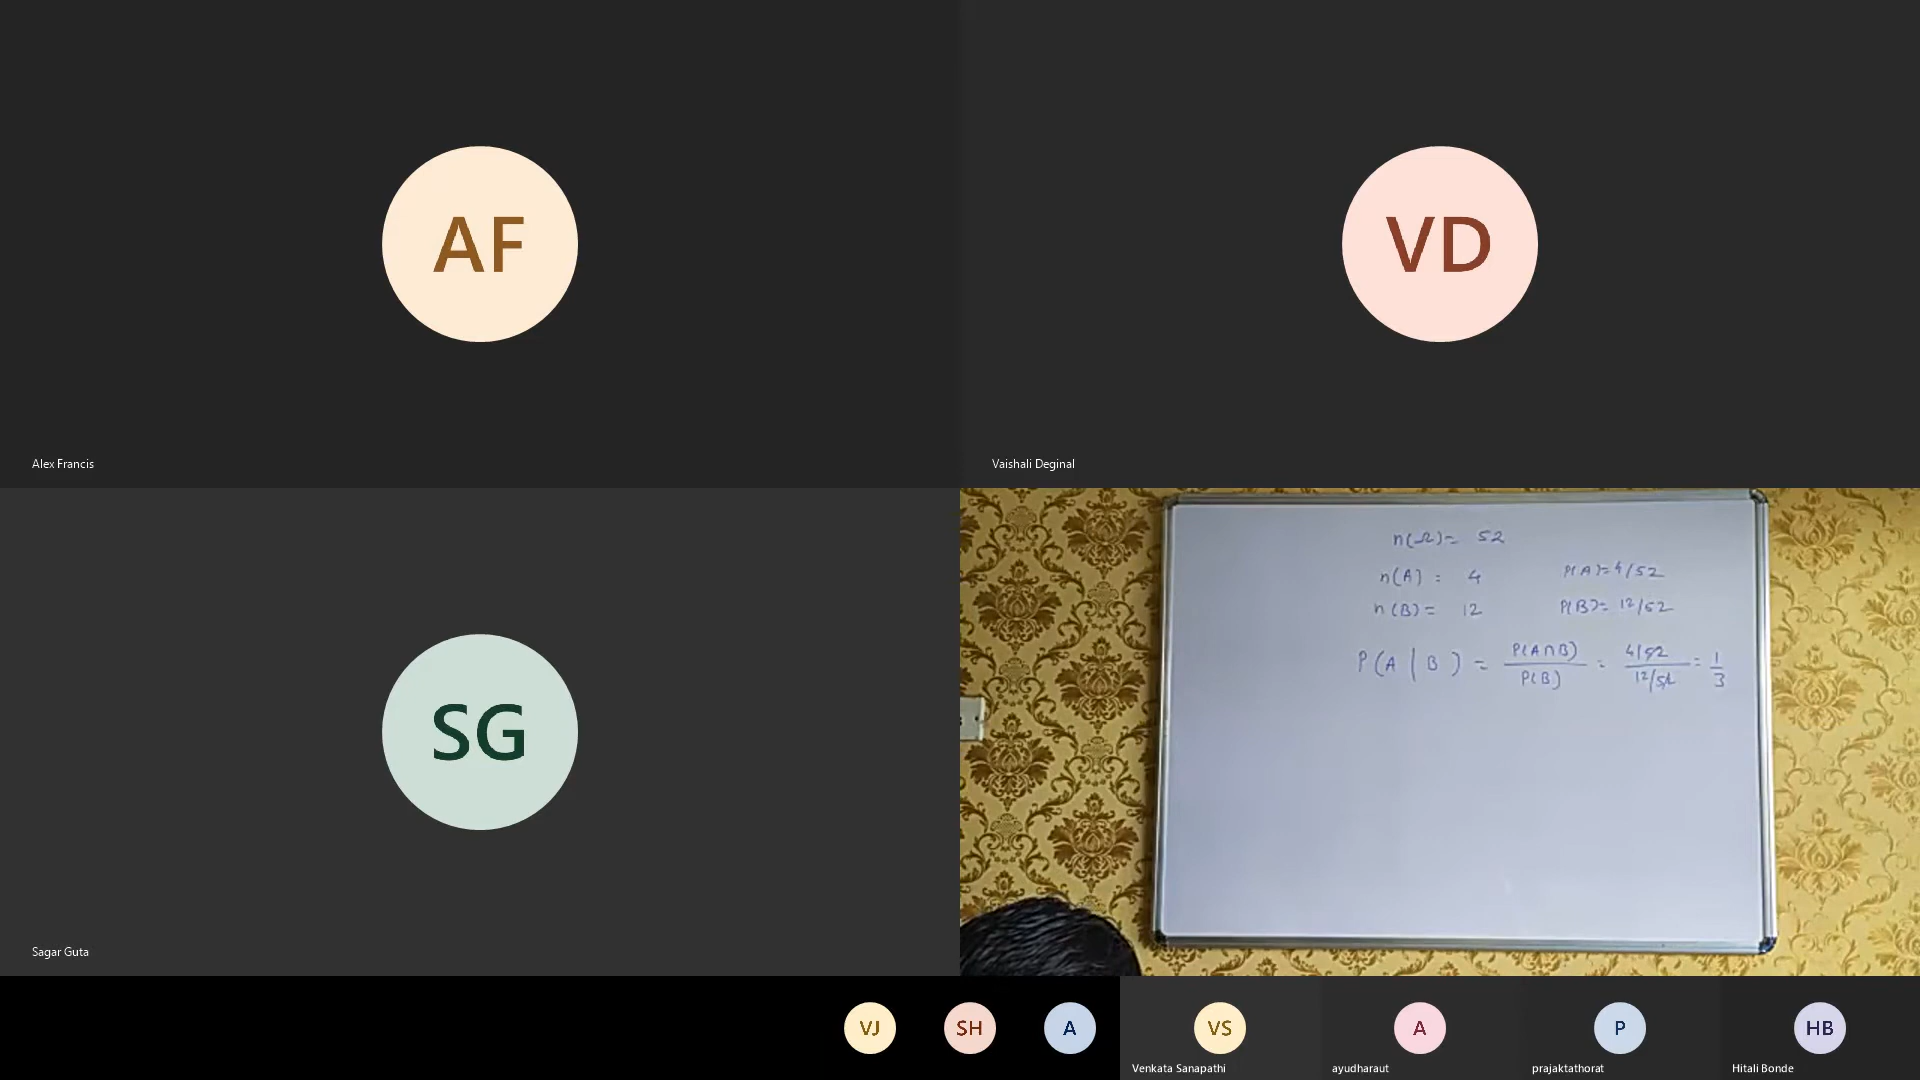 AF
Alex Francis
VD
Vaishali Deginal
SG
Sagar Guta
n(Ω)= 52
n(A) = 4 P(A)=4/52
n(B) = 12 P(B)= 12/52
P(A | B) = P(A∩B) / P(B) = 4/52 / 12/52 = 1/3
VJ
SH
A
VS
Venkata Sanapathi
A
ayudharaut
P
prajaktathorat
HB
Hitali Bonde